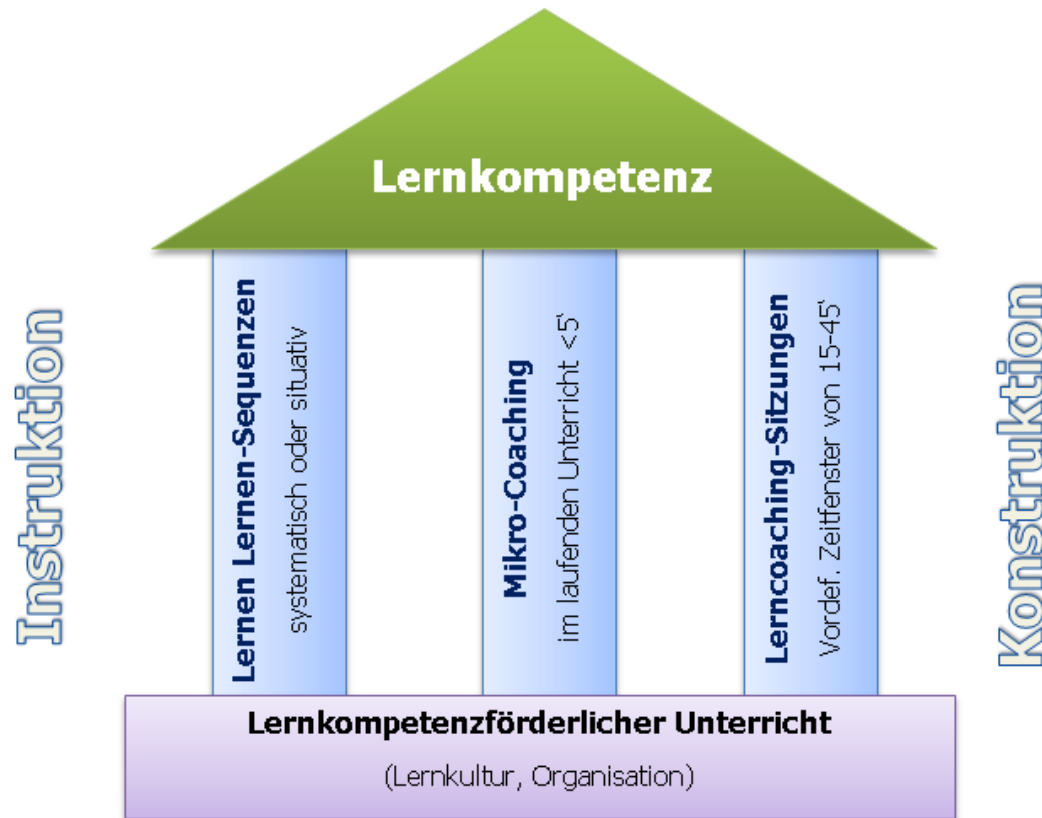 Lernkompetenz
Instruktion
Lernen Lernen-Sequenzen
systematisch oder situativ
Mikro-Coaching
im laufenden Unterricht <5'
Lerncoaching-Sitzungen
Vordef. Zeitfenster von 15-45'
Konstruktion
Lernkompetenzförderlicher Unterricht
(Lernkultur, Organisation)